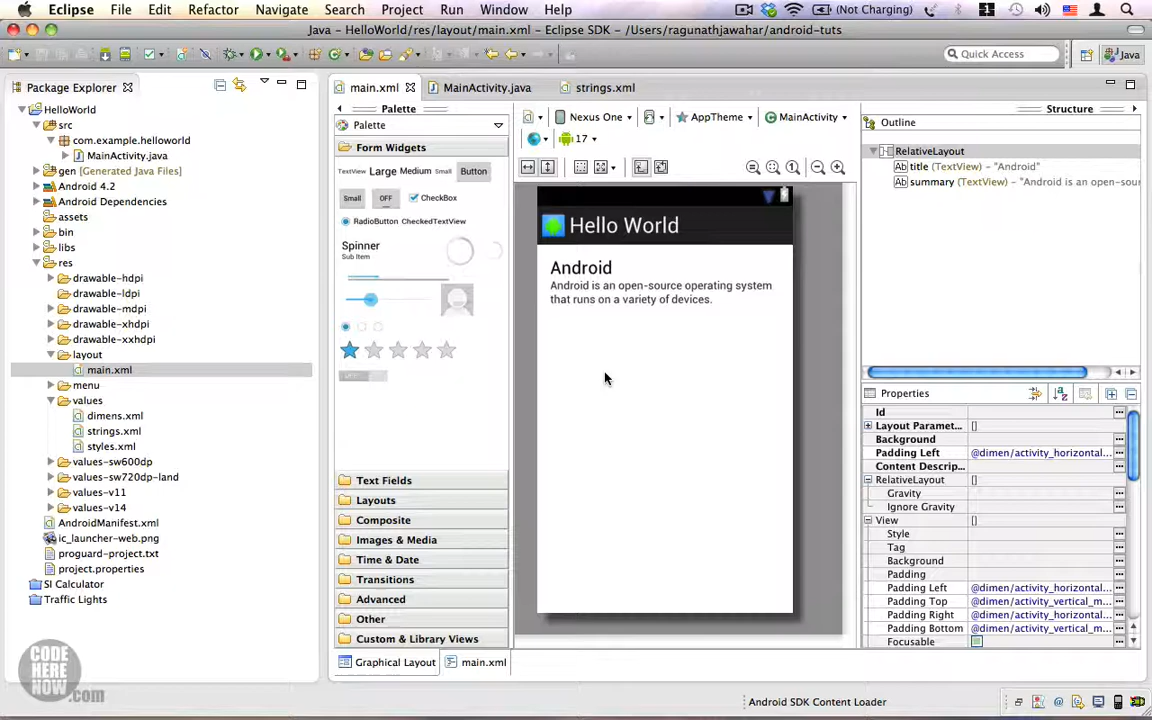 Eclipse File Edit Refactor Navigate Search Project Run Window Help (Not Charging) 1
Java - HelloWorld/res/layout/main.xml - Eclipse SDK - /Users/ragunathjawahar/android-tuts
Quick Access Java
Package Explorer
HelloWorld
src
com.example.helloworld
MainActivity.java
gen [Generated Java Files]
Android 4.2
Android Dependencies
assets
bin
libs
res
drawable-hdpi
drawable-ldpi
drawable-mdpi
drawable-xhdpi
drawable-xxhdpi
layout
main.xml
menu
values
dimens.xml
strings.xml
styles.xml
values-sw600dp
values-sw720dp-land
values-v11
values-v14
AndroidManifest.xml
ic_launcher-web.png
proguard-project.txt
project.properties
SI Calculator
Traffic Lights
main.xml MainActivity.java strings.xml
Palette
Palette
Form Widgets
TextView Large Medium Small Button
Small OFF CheckBox
RadioButton CheckedTextView
Spinner
Sub Item
Text Fields
Layouts
Composite
Images & Media
Time & Date
Transitions
Advanced
Other
Custom & Library Views
Graphical Layout main.xml
Nexus One AppTheme MainActivity
17
Hello World
Android
Android is an open-source operating system
that runs on a variety of devices.
Structure
Outline
RelativeLayout
Ab title (TextView) - "Android"
Ab summary (TextView) - "Android is an open-sour
Properties
Id
Layout Paramet... []
Background
Padding Left @dimen/activity_horizontal...
Content Descrip...
RelativeLayout []
Gravity
Ignore Gravity
View []
Style
Tag
Background
Padding
Padding Left @dimen/activity_horizontal...
Padding Top @dimen/activity_vertical_m...
Padding Right @dimen/activity_horizontal...
Padding Bottom @dimen/activity_vertical_m...
Focusable
Android SDK Content Loader
CODE
HERE
NOW.com